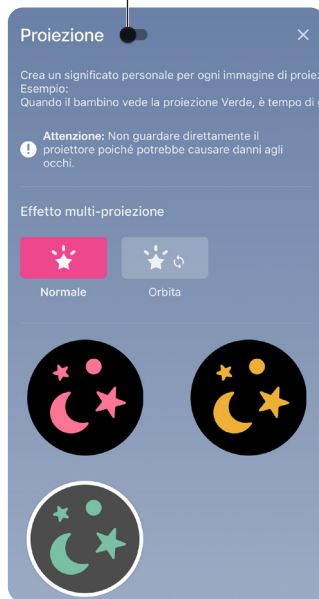 Proiezione
Crea un significato personale per ogni immagine di
Esempio:
Quando il bambino vede la proiezione Verde, è tempo di
Attenzione: Non guardare direttamente il
proiettore poiché potrebbe causare danni agli
occhi.
Effetto multi-proiezione
Normale
Orbita